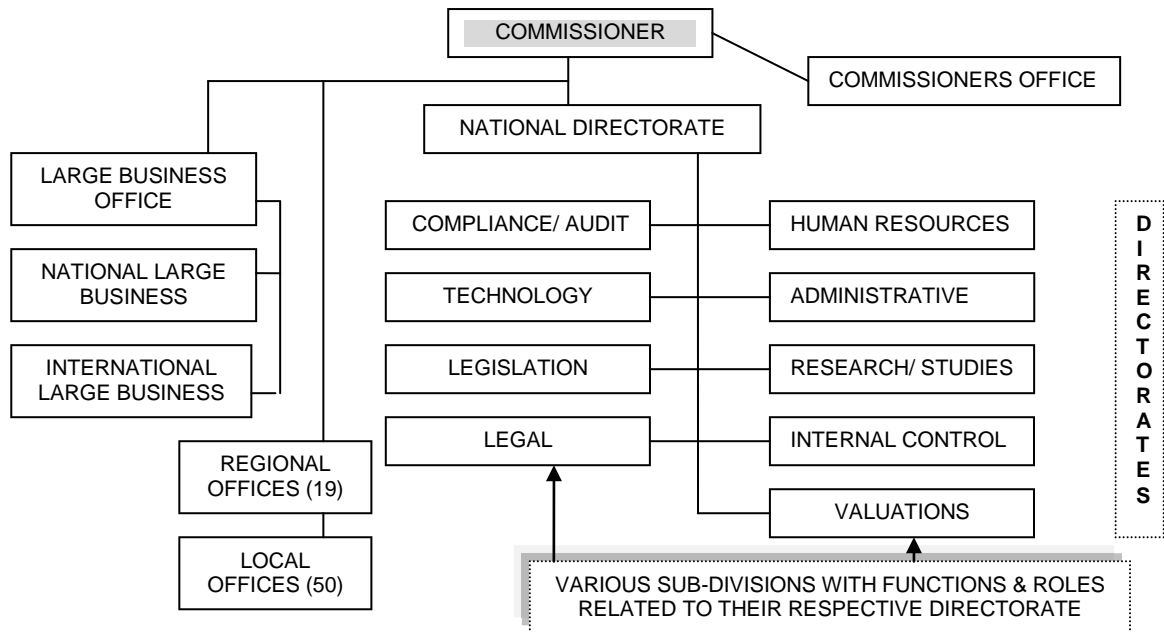 COMMISSIONER
COMMISSIONERS OFFICE
NATIONAL DIRECTORATE
LARGE BUSINESS
OFFICE
NATIONAL LARGE
BUSINESS
INTERNATIONAL
LARGE BUSINESS
REGIONAL
OFFICES (19)
LOCAL
OFFICES (50)
COMPLIANCE/ AUDIT
HUMAN RESOURCES
TECHNOLOGY
ADMINISTRATIVE
LEGISLATION
RESEARCH/ STUDIES
LEGAL
INTERNAL CONTROL
VALUATIONS
VARIOUS SUB-DIVISIONS WITH FUNCTIONS & ROLES
RELATED TO THEIR RESPECTIVE DIRECTORATE
DIRECTORATES